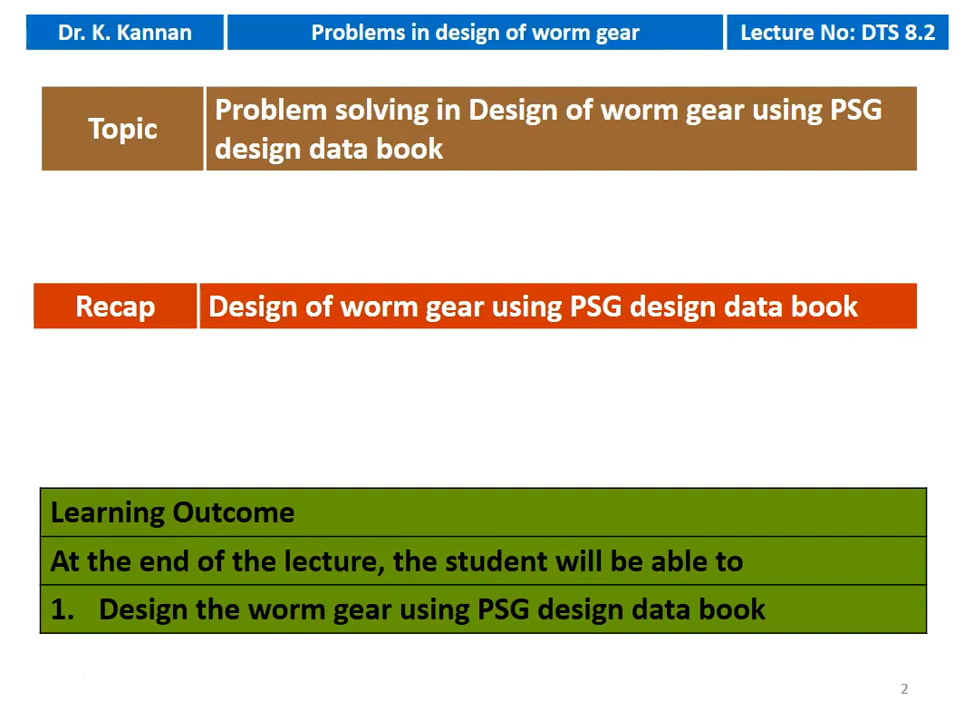 Dr. K. Kannan
Problems in design of worm gear
Lecture No: DTS 8.2
Topic
Problem solving in Design of worm gear using PSG
design data book
Recap
Design of worm gear using PSG design data book
Learning Outcome
At the end of the lecture, the student will be able to
1. Design the worm gear using PSG design data book
2